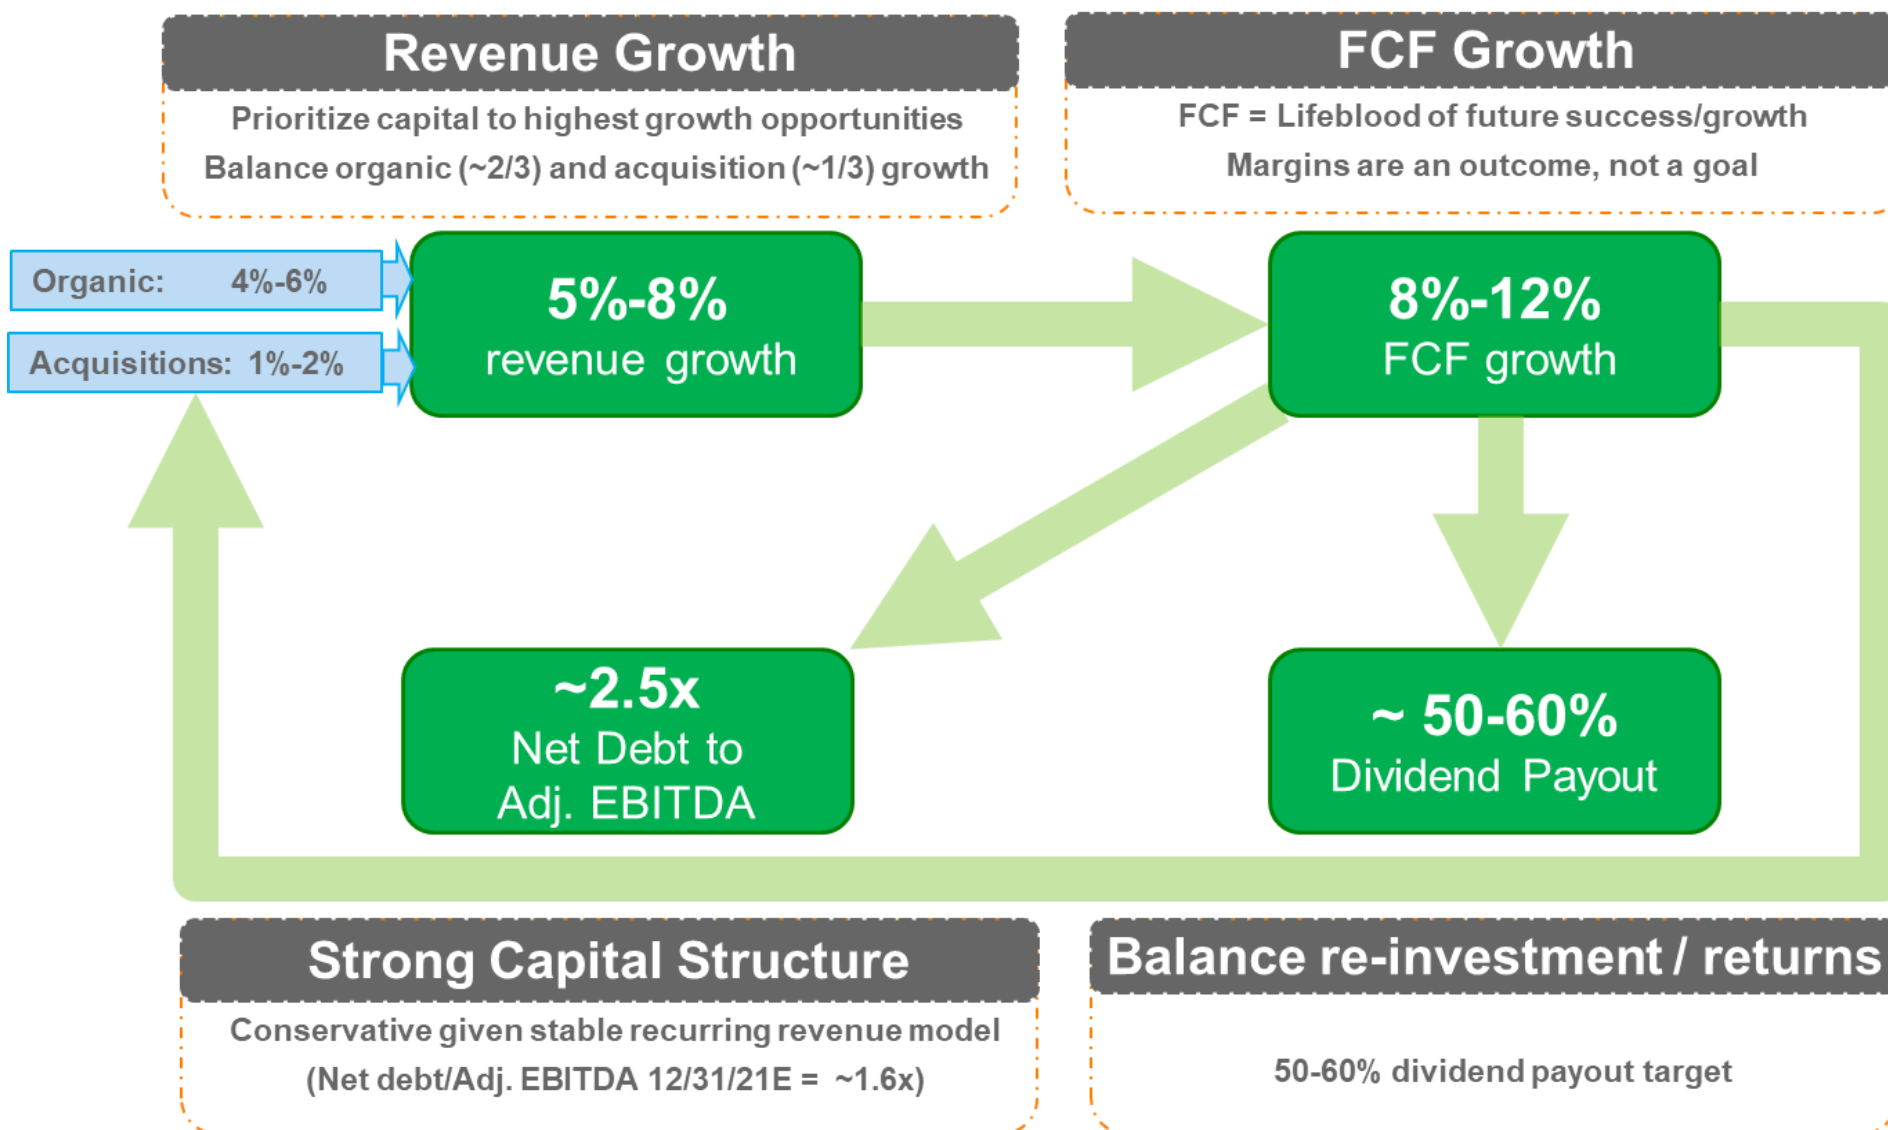 Revenue Growth
Prioritize capital to highest growth opportunities
Balance organic (~2/3) and acquisition (~1/3) growth
FCF Growth
FCF = Lifeblood of future success/growth
Margins are an outcome, not a goal
Organic: 4%-6%
Acquisitions: 1%-2%
5%-8%
revenue growth
8%-12%
FCF growth
~2.5x
Net Debt to
Adj. EBITDA
~ 50-60%
Dividend Payout
Strong Capital Structure
Conservative given stable recurring revenue model
(Net debt/Adj. EBITDA 12/31/21E = ~1.6x)
Balance re-investment / returns
50-60% dividend payout target